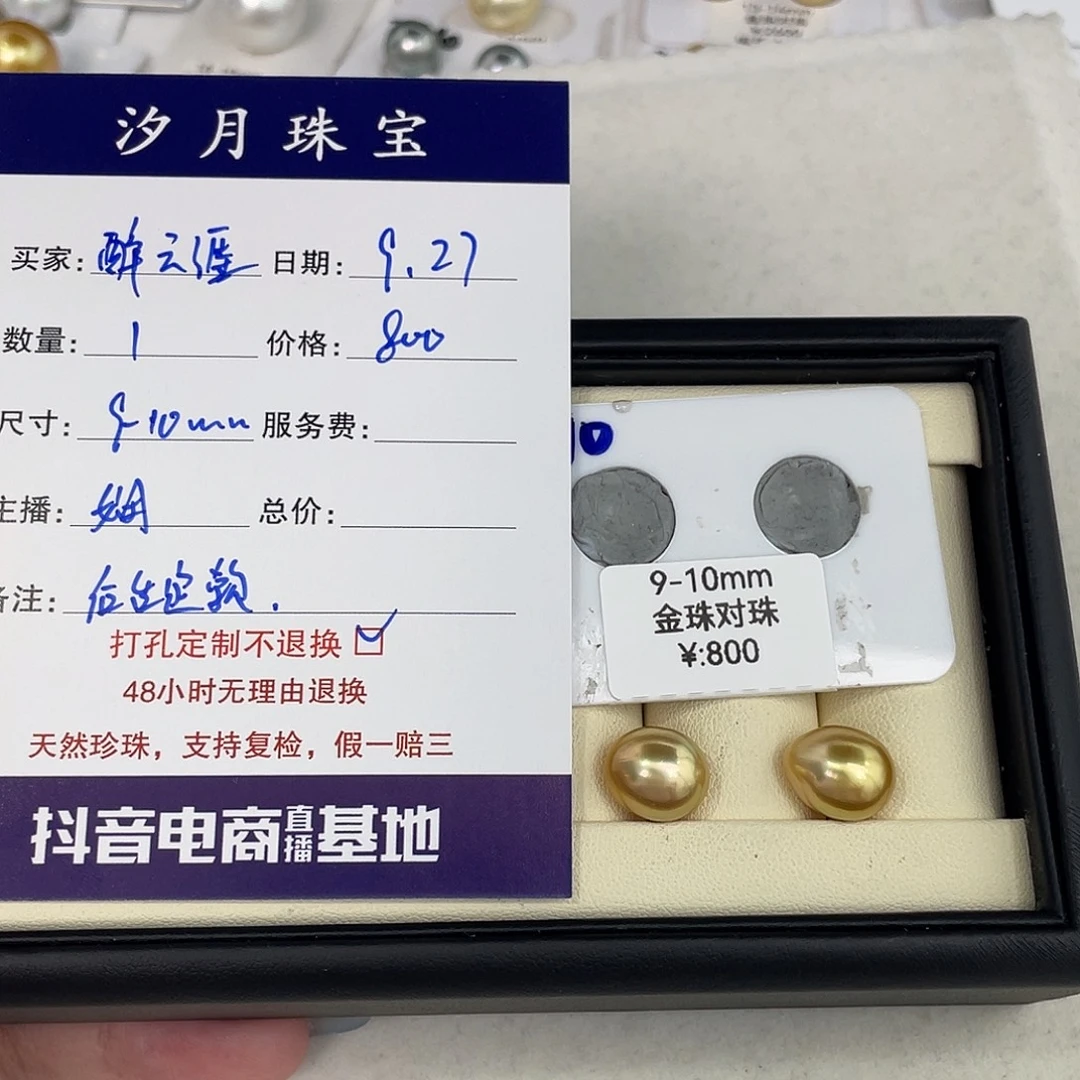 汐月珠宝
买家: 醉云涯 日期: 9.27
数量: 1 价格: 800
尺寸: 9-10mm 服务费:
主播: 姻 总价:
备注: 后出定款.
打孔定制不退换
48小时无理由退换
天然珍珠，支持复检，假一赔三
抖音电商直播基地
9-10mm
金珠对珠
¥:800